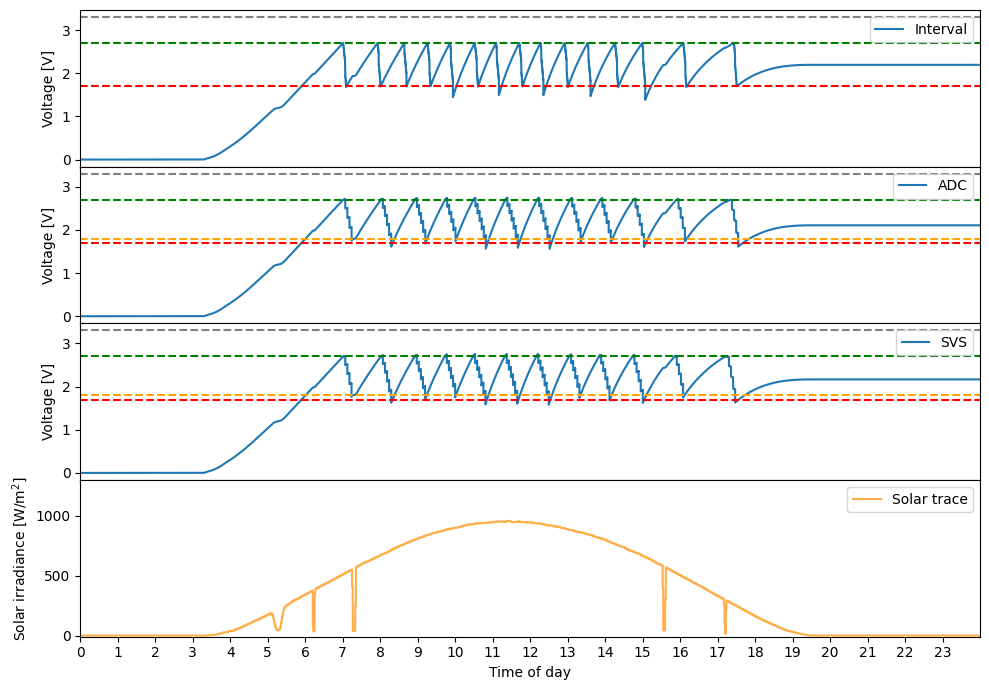 Voltage [V]
3
2
1
0
Interval
Voltage [V]
3
2
1
0
ADC
Voltage [V]
3
2
1
0
SVS
Solar irradiance [W/m²]
1000
500
0
Solar trace
0 1 2 3 4 5 6 7 8 9 10 11 12 13 14 15 16 17 18 19 20 21 22 23
Time of day